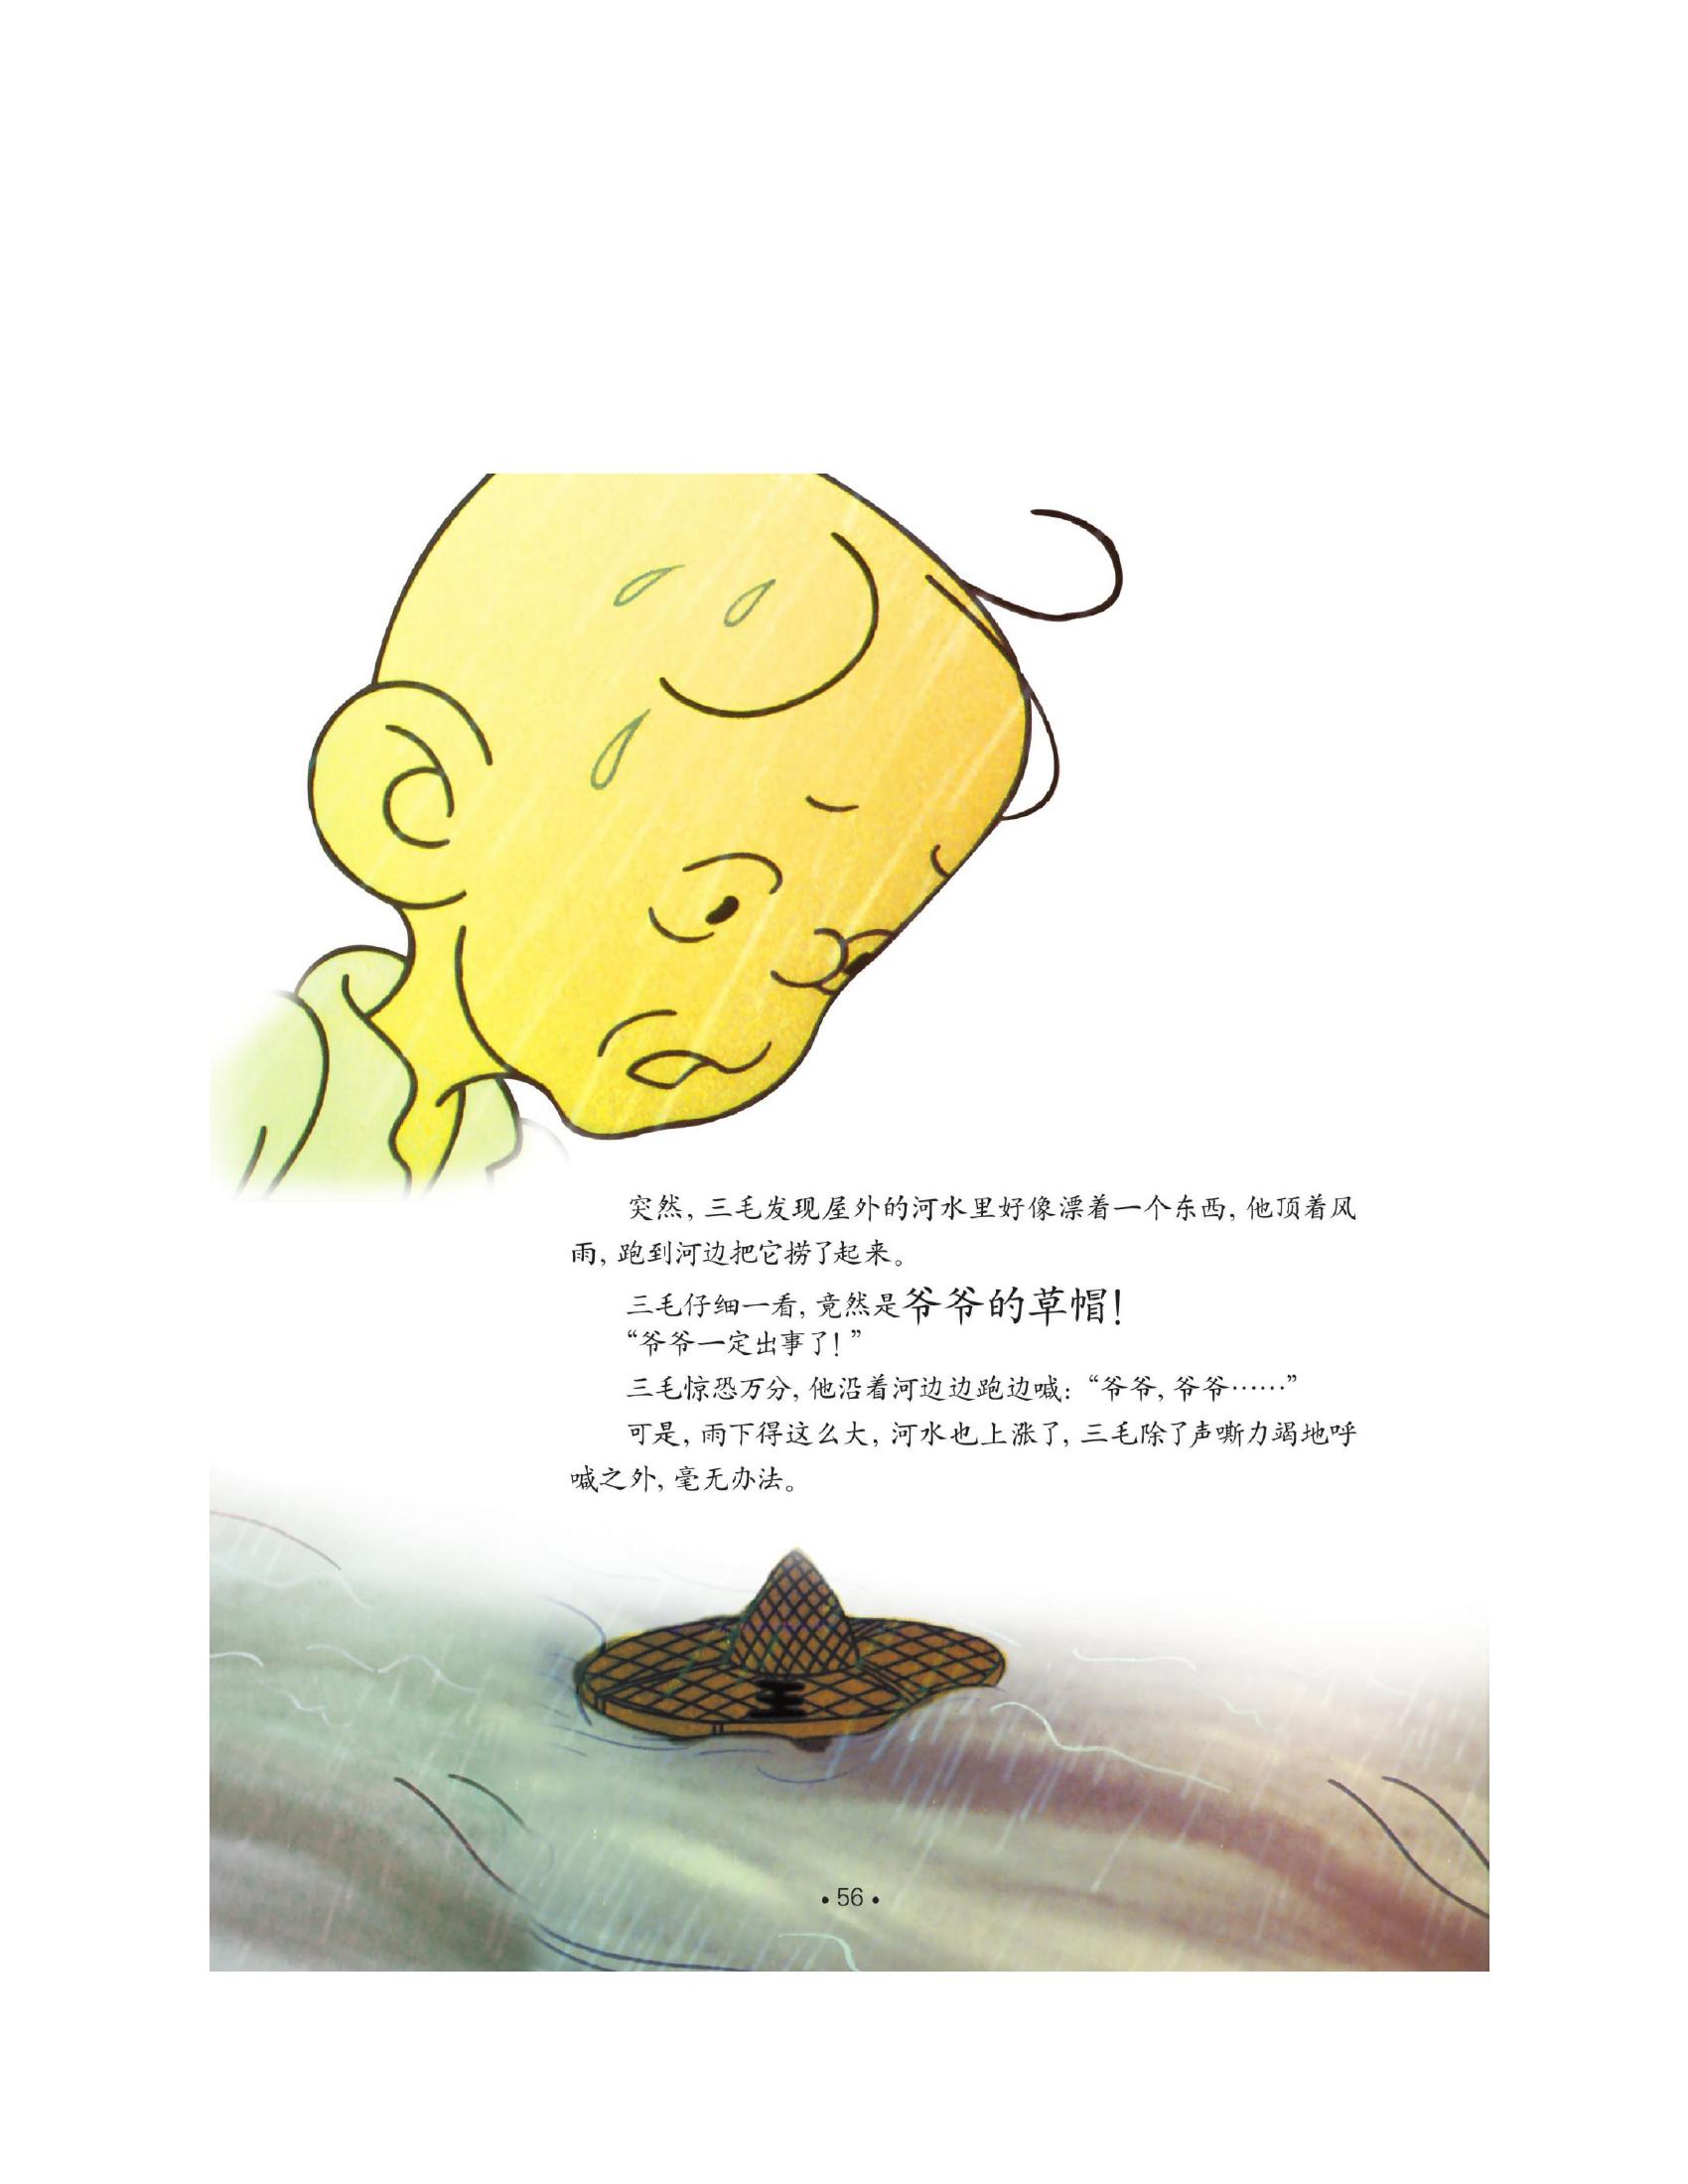 突然，三毛发现屋外的河水里好像漂着一个东西，他顶着风
雨，跑到河边把它捞了起来。
三毛仔细一看，竟然是爷爷的草帽！
“爷爷一定出事了！”
三毛惊恐万分，他沿着河边边跑边喊：“爷爷，爷爷……”
可是，雨下得这么大，河水也上涨了，三毛除了声嘶力竭地呼
喊之外，毫无办法。
王
• 56 •